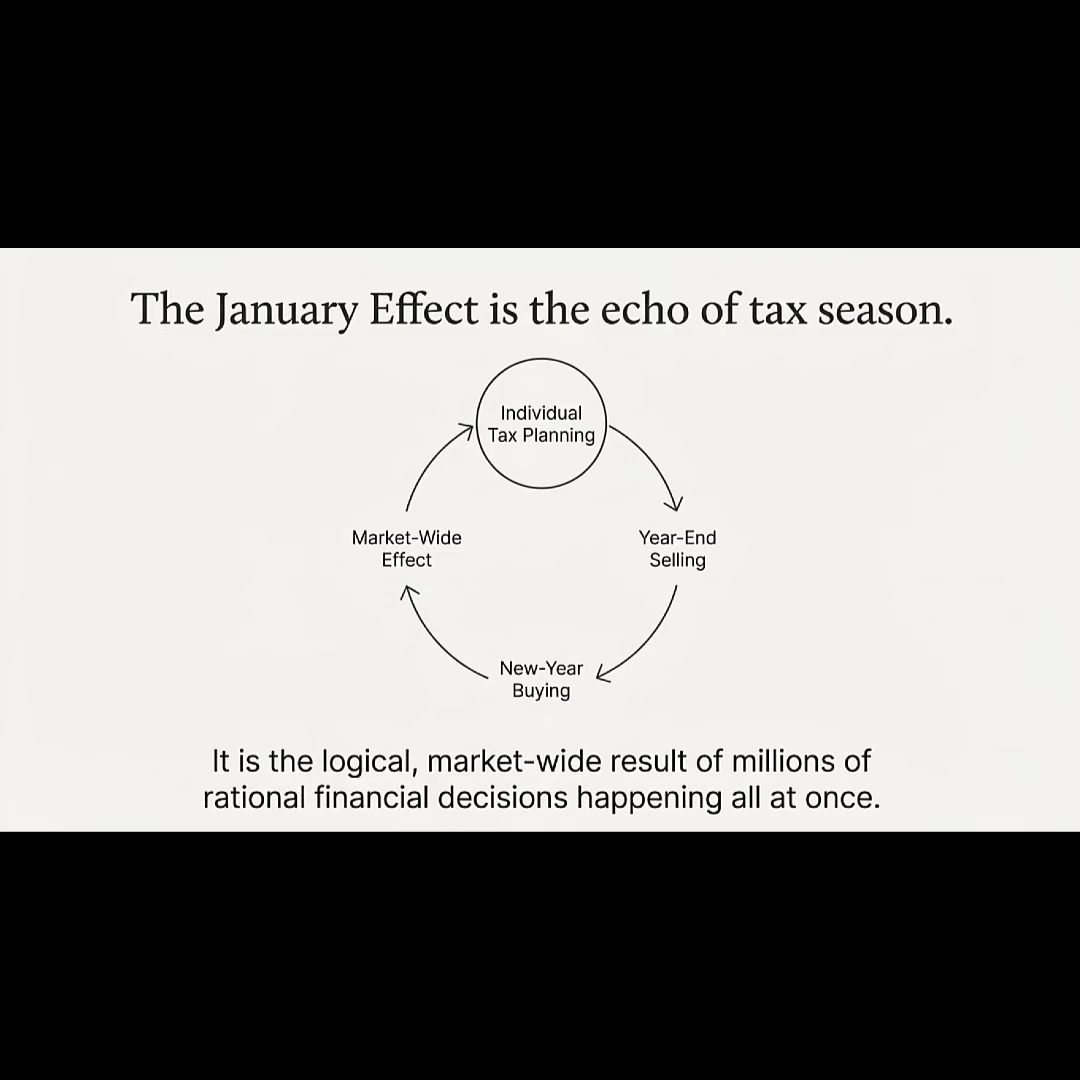 The January Effect is the echo of tax season.
Individual
Tax Planning
Market-Wide
Effect
Year-End
Selling
New-Year
Buying
It is the logical, market-wide result of millions of
rational financial decisions happening all at once.